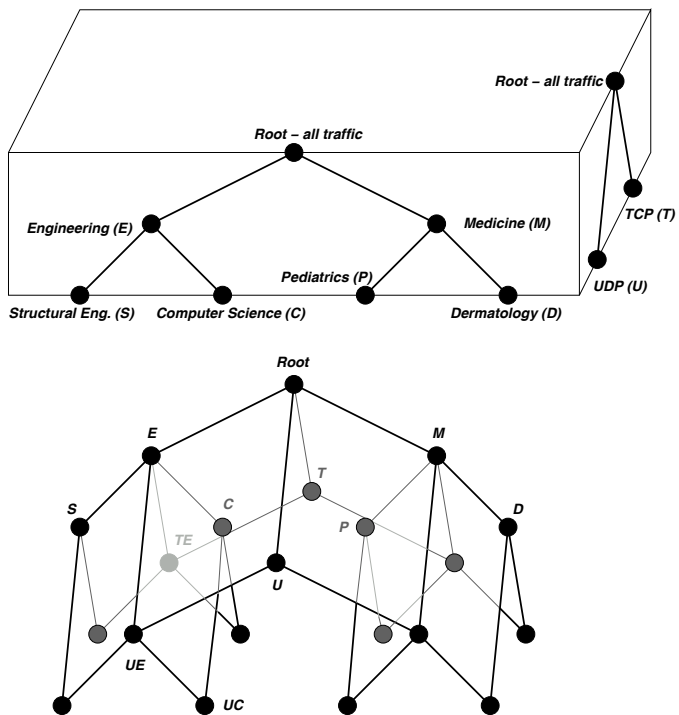 Root – all traffic
Root – all traffic
Engineering (E)
Medicine (M)
TCP (T)
Pediatrics (P)
UDP (U)
Structural Eng. (S)
Computer Science (C)
Dermatology (D)
Root
E
M
T
S
C
P
D
TE
U
UE
UC